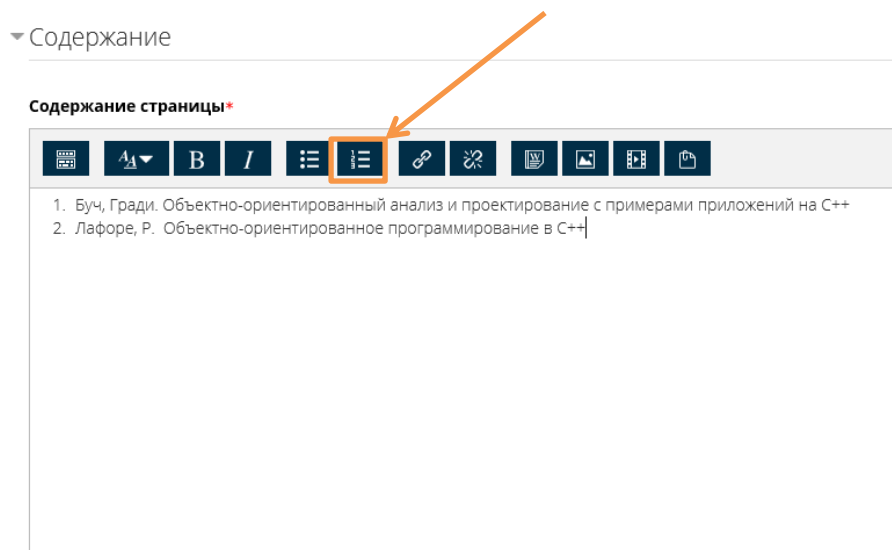 Содержание
Содержание страницы*
B I
1. Буч, Гради. Объектно-ориентированный анализ и проектирование с примерами приложений на C++
2. Лафоре, Р. Объектно-ориентированное программирование в C++